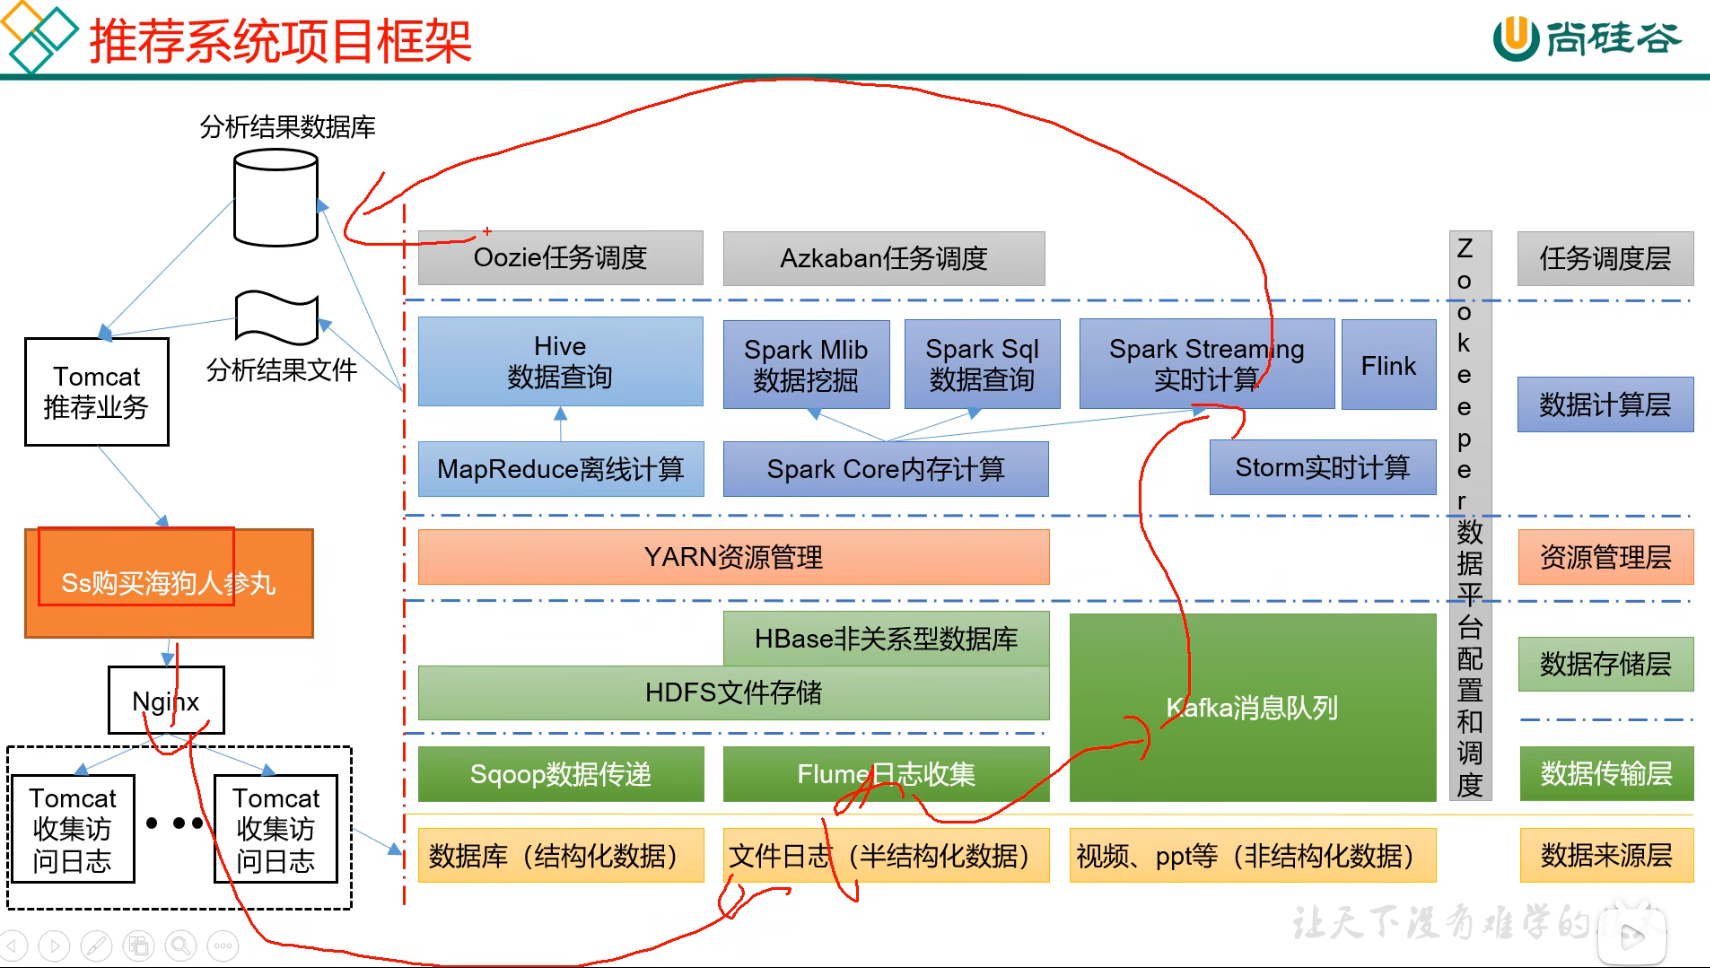 推荐系统项目框架
尚硅谷
分析结果数据库
分析结果文件
Tomcat
推荐业务
Ss购买海狗人参丸
Nginx
Tomcat
收集访
问日志
Tomcat
收集访
问日志
Oozie任务调度
Azkaban任务调度
任务调度层
Hive
数据查询
Spark Mlib
数据挖掘
Spark Sql
数据查询
Spark Streaming
实时计算
Flink
数据计算层
MapReduce离线计算
Spark Core内存计算
Storm实时计算
YARN资源管理
资源管理层
HBase非关系型数据库
HDFS文件存储
Kafka消息队列
数据存储层
Sqoop数据传递
Flume日志收集
数据传输层
数据库（结构化数据）
文件日志（半结构化数据）
视频、ppt等（非结构化数据）
数据来源层
Zookeeper数据平台配置和调度
让天下没有难学的